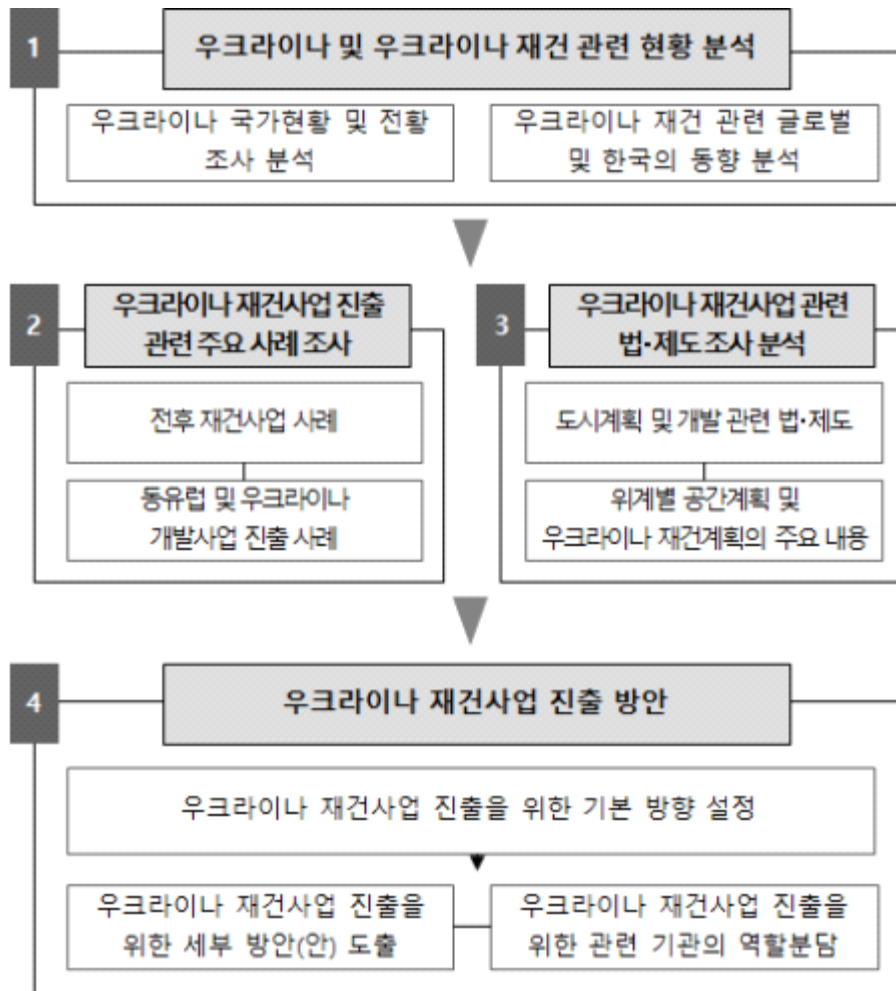 1
우크라이나 및 우크라이나 재건 관련 현황 분석
우크라이나 국가현황 및 전황
조사 분석
우크라이나 재건 관련 글로벌
및 한국의 동향 분석
2
우크라이나 재건사업 진출
관련 주요 사례 조사
전후 재건사업 사례
동유럽 및 우크라이나
개발사업 진출 사례
3
우크라이나 재건사업 관련
법·제도 조사 분석
도시계획 및 개발 관련 법·제도
위계별 공간계획 및
우크라이나 재건계획의 주요 내용
4
우크라이나 재건사업 진출 방안
우크라이나 재건사업 진출을 위한 기본 방향 설정
우크라이나 재건사업 진출을
위한 세부 방안(안) 도출
우크라이나 재건사업 진출을
위한 관련 기관의 역할분담